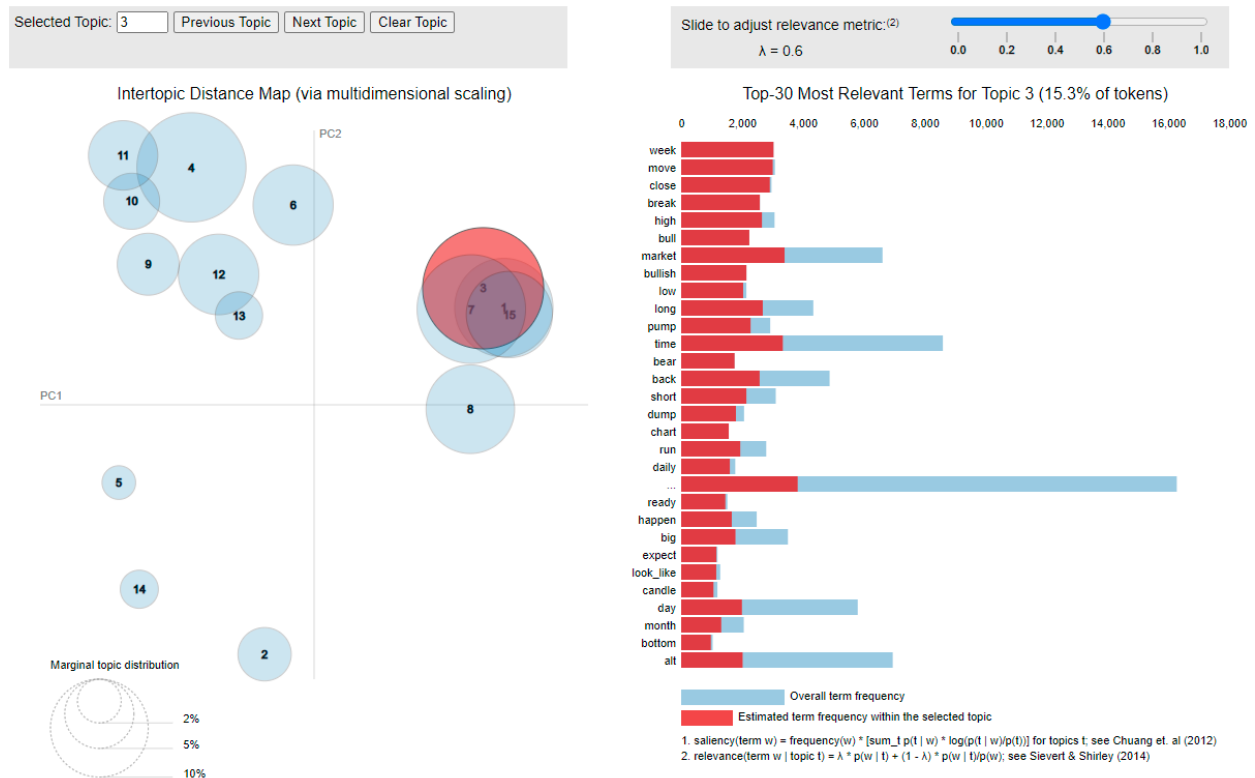 Selected Topic: 3 Previous Topic Next Topic Clear Topic
Slide to adjust relevance metric:(2)
λ = 0.6
0.0 0.2 0.4 0.6 0.8 1.0
Intertopic Distance Map (via multidimensional scaling)
PC2
PC1
11
4
10
6
9
12
13
3
7
1
15
8
5
14
2
Marginal topic distribution
2%
5%
10%
Top-30 Most Relevant Terms for Topic 3 (15.3% of tokens)
0 2,000 4,000 6,000 8,000 10,000 12,000 14,000 16,000 18,000
week
move
close
break
high
bull
market
bullish
low
long
pump
time
bear
back
short
dump
chart
run
daily
...
ready
happen
big
expect
look_like
candle
day
month
bottom
alt
Overall term frequency
Estimated term frequency within the selected topic
1. saliency(term w) = frequency(w) * [sum_t p(t | w) * log(p(t | w)/p(t))] for topics t; see Chuang et. al (2012)
2. relevance(term w | topic t) = λ * p(w | t) + (1 - λ) * p(w | t)/p(w); see Sievert & Shirley (2014)